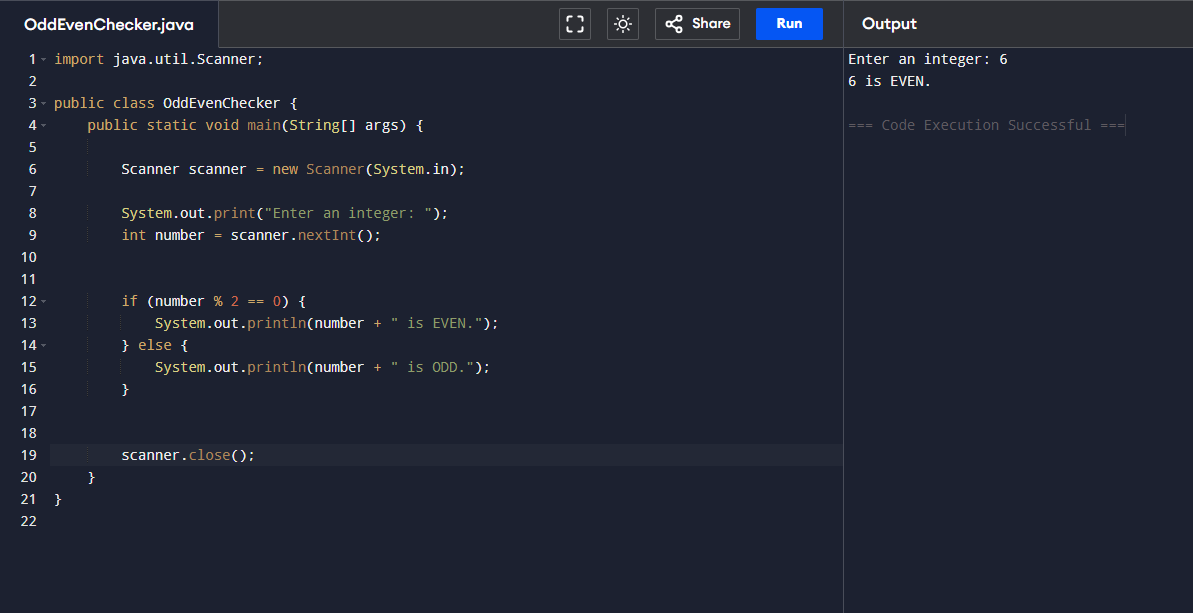 OddEvenChecker.java
Share
Run
Output
1 import java.util.Scanner;
2
3 public class OddEvenChecker {
4     public static void main(String[] args) {
5
6         Scanner scanner = new Scanner(System.in);
7
8         System.out.print("Enter an integer: ");
9         int number = scanner.nextInt();
10
11
12         if (number % 2 == 0) {
13             System.out.println(number + " is EVEN.");
14         } else {
15             System.out.println(number + " is ODD.");
16         }
17
18
19         scanner.close();
20     }
21 }
22
Enter an integer: 6
6 is EVEN.
=== Code Execution Successful ===